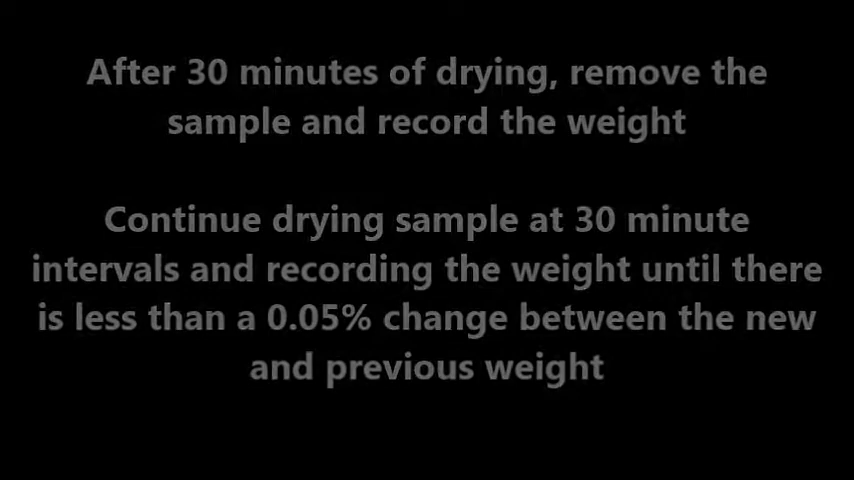 After 30 minutes of drying, remove the
sample and record the weight
Continue drying sample at 30 minute
intervals and recording the weight until there
is less than a 0.05% change between the new
and previous weight